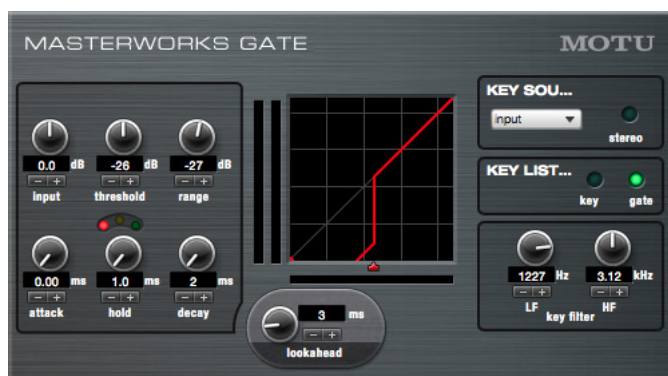 MASTERWORKS GATE
MOTU
0.0 dB -26 dB -27 dB
- + - + - +
input threshold range
0.00 ms 1.0 ms 2 ms
- + - + - +
attack hold decay
3 ms
- +
lookahead
KEY SOU...
input
stereo
KEY LIST...
key gate
1227 Hz 3.12 kHz
- + - +
LF HF
key filter